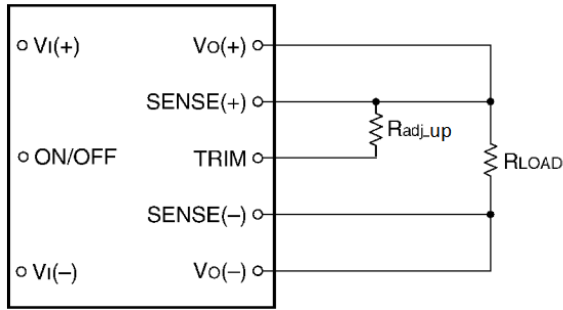 VI(+)
VO(+)
SENSE(+)
Radj_up
ON/OFF
TRIM
RLOAD
SENSE(–)
VI(–)
VO(–)